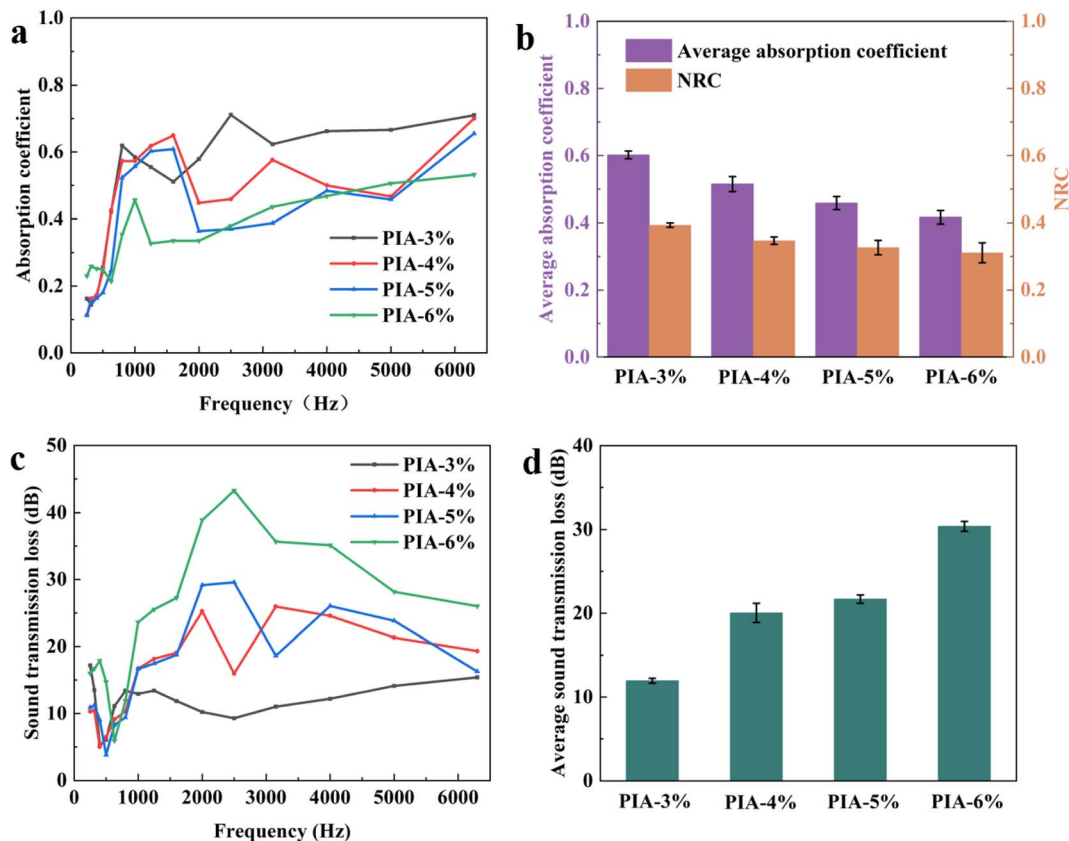 a
Absorption coefficient
1.0
0.8
0.6
0.4
0.2
0.0
0 1000 2000 3000 4000 5000 6000
Frequency（Hz）
PIA-3%
PIA-4%
PIA-5%
PIA-6%
b
Average absorption coefficient
1.0
0.8
0.6
0.4
0.2
0.0
Average absorption coefficient
NRC
PIA-3% PIA-4% PIA-5% PIA-6%
1.0
0.8
0.6
0.4
0.2
0.0
NRC
c
Sound transmission loss (dB)
50
40
30
20
10
0
0 1000 2000 3000 4000 5000 6000
Frequency (Hz)
PIA-3%
PIA-4%
PIA-5%
PIA-6%
d
Average sound transmission loss (dB)
40
30
20
10
0
PIA-3% PIA-4% PIA-5% PIA-6%